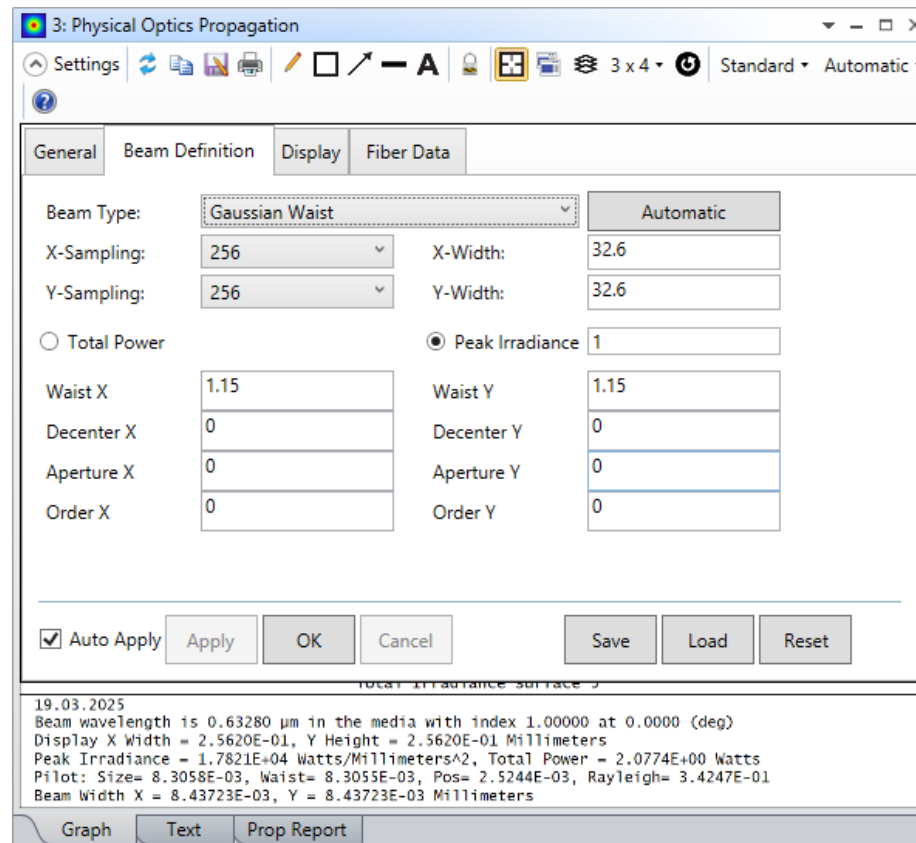 3: Physical Optics Propagation
Settings A 3 x 4 Standard Automatic
?
General Beam Definition Display Fiber Data
Beam Type: Gaussian Waist Automatic
X-Sampling: 256 X-Width: 32.6
Y-Sampling: 256 Y-Width: 32.6
Total Power Peak Irradiance 1
Waist X 1.15 Waist Y 1.15
Decenter X 0 Decenter Y 0
Aperture X 0 Aperture Y 0
Order X 0 Order Y 0
Auto Apply Apply OK Cancel Save Load Reset
Total Irradiance surface 5
19.03.2025
Beam wavelength is 0.63280 µm in the media with index 1.00000 at 0.0000 (deg)
Display X Width = 2.5620E-01, Y Height = 2.5620E-01 Millimeters
Peak Irradiance = 1.7821E+04 Watts/Millimeters^2, Total Power = 2.0774E+00 Watts
Pilot: Size= 8.3058E-03, Waist= 8.3055E-03, Pos= 2.5244E-03, Rayleigh= 3.4247E-01
Beam Width X = 8.43723E-03, Y = 8.43723E-03 Millimeters
Graph Text Prop Report